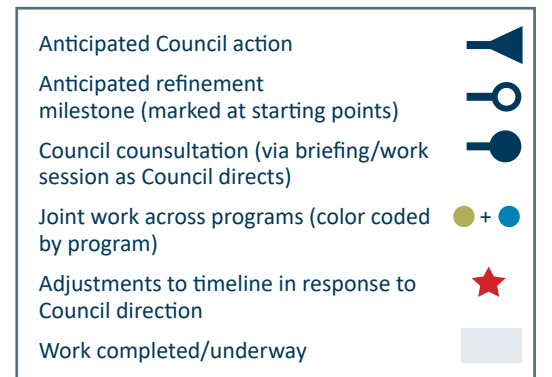 Anticipated Council action
Anticipated refinement
milestone (marked at starting points)
Council counsultation (via briefing/work
session as Council directs)
Joint work across programs (color coded
by program)
+
Adjustments to timeline in response to
Council direction
Work completed/underway